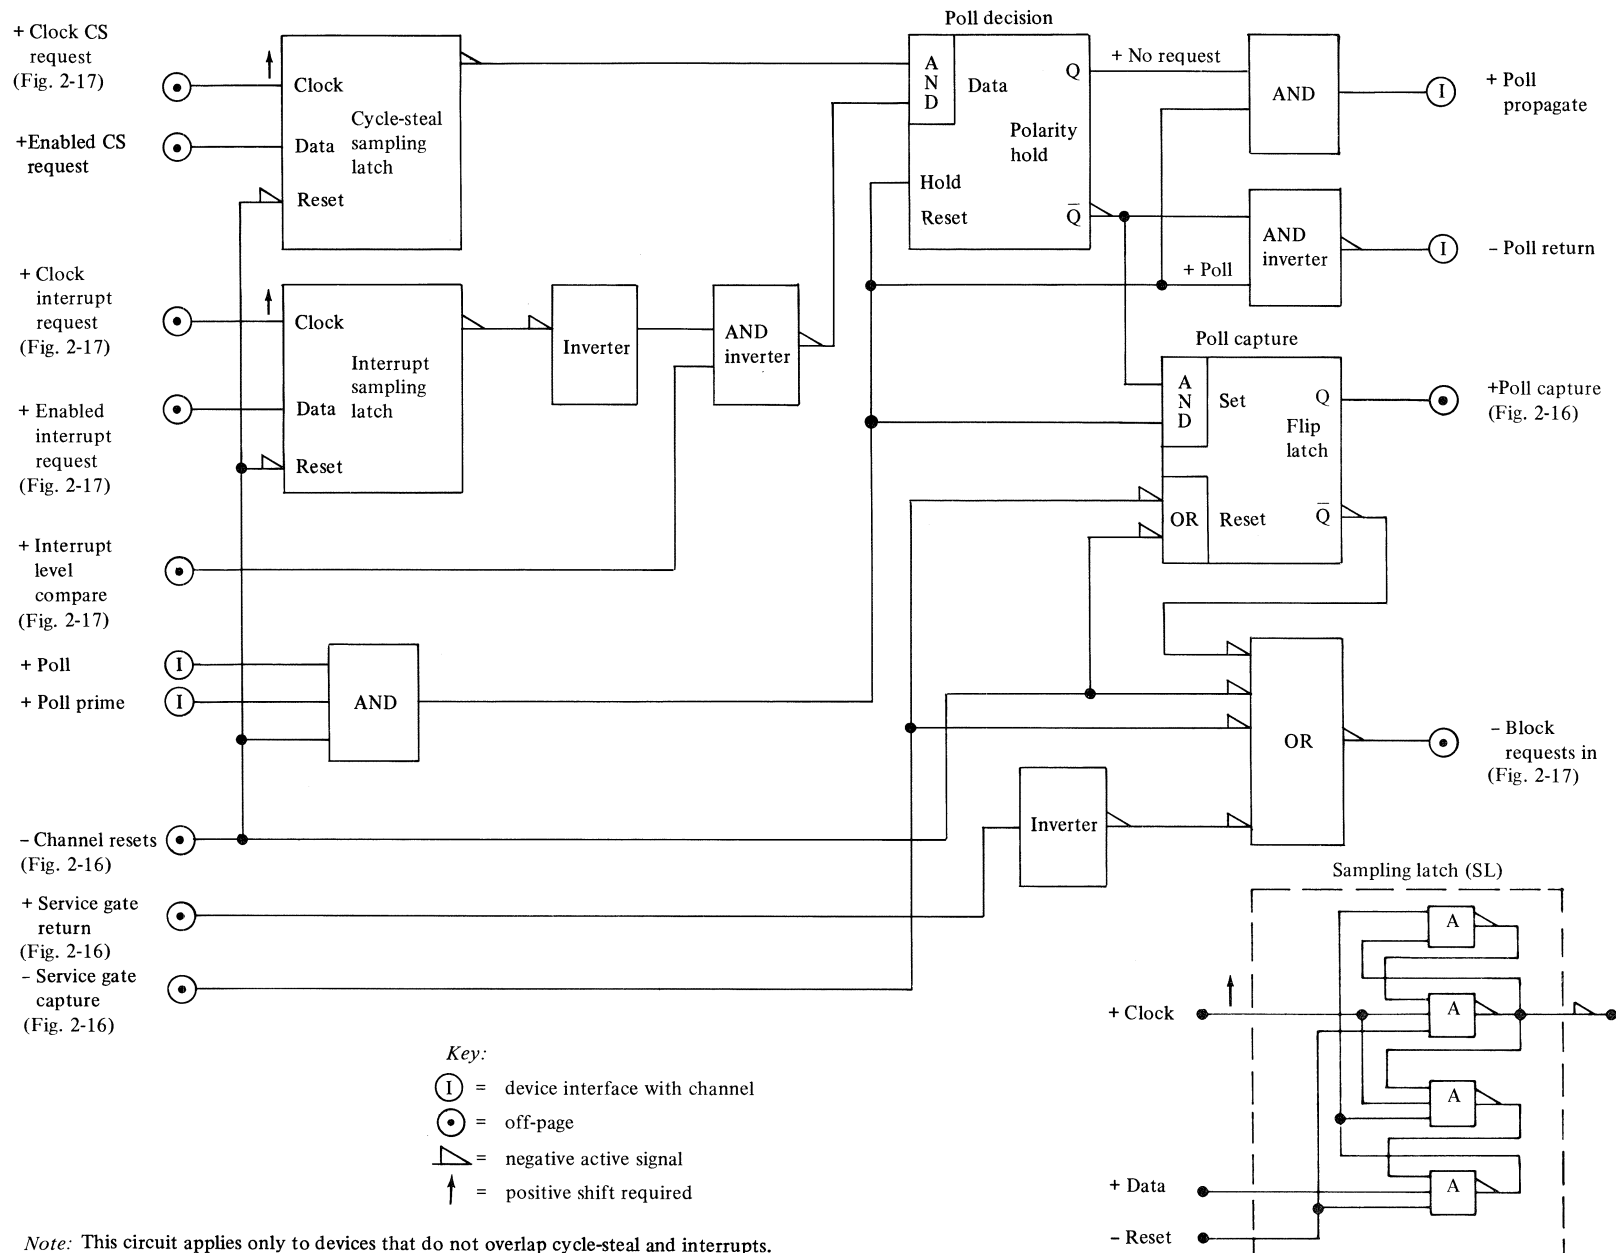 Poll decision
+ Clock CS
request
(Fig. 2-17)
+Enabled CS
request
Clock
Cycle-steal
sampling
latch
Data
Reset
A
N
D
Data
Q
Polarity
hold
Hold
Reset
Q̅
+ No request
AND
+ Poll
propagate
I
AND
inverter
I
– Poll return
+ Poll
+ Clock
interrupt
request
(Fig. 2-17)
+ Enabled
interrupt
request
(Fig. 2-17)
Clock
Interrupt
sampling
latch
Data
Reset
Inverter
AND
inverter
Poll capture
A
N
D
Set
Q
Flip
latch
OR
Reset
Q̅
+Poll capture
(Fig. 2-16)
+ Interrupt
level
compare
(Fig. 2-17)
+ Poll
I
+ Poll prime
I
AND
OR
– Block
requests in
(Fig. 2-17)
Inverter
– Channel resets
(Fig. 2-16)
+ Service gate
return
(Fig. 2-16)
– Service gate
capture
(Fig. 2-16)
Sampling latch (SL)
A
A
A
A
+ Clock
+ Data
– Reset
Key:
I = device interface with channel
= off-page
= negative active signal
= positive shift required
Note: This circuit applies only to devices that do not overlap cycle-steal and interrupts.